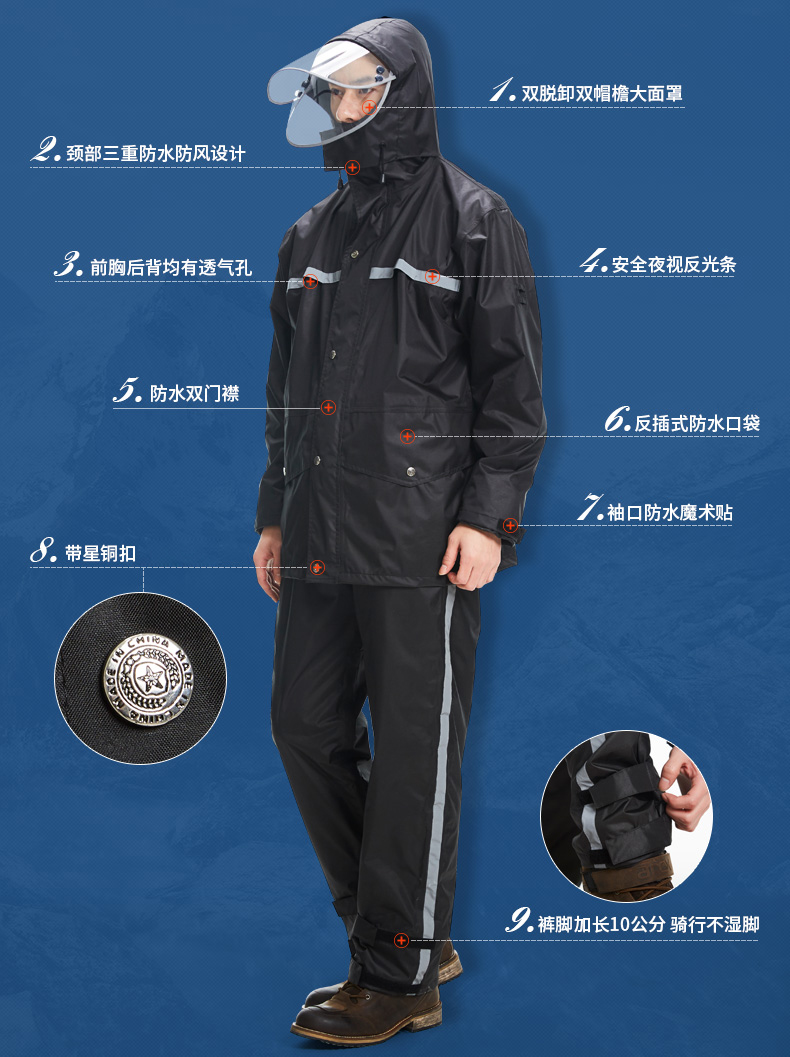 1. 双脱卸双帽檐大面罩
2. 颈部三重防水防风设计
3. 前胸后背均有透气孔
4. 安全夜视反光条
5. 防水双门襟
6. 反插式防水口袋
7. 袖口防水魔术贴
8. 带星铜扣
MADE IN CHINA MADE IN CHINA
9. 裤脚加长10公分 骑行不湿脚